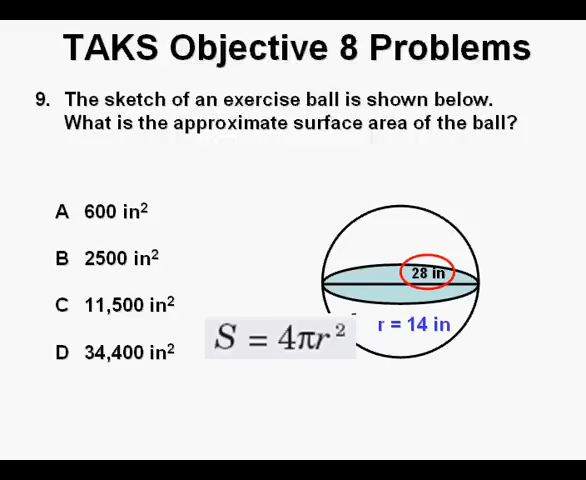 TAKS Objective 8 Problems
9. The sketch of an exercise ball is shown below.
What is the approximate surface area of the ball?
A 600 in²
B 2500 in²
C 11,500 in²
D 34,400 in²
28 in
r = 14 in
S = 4πr²